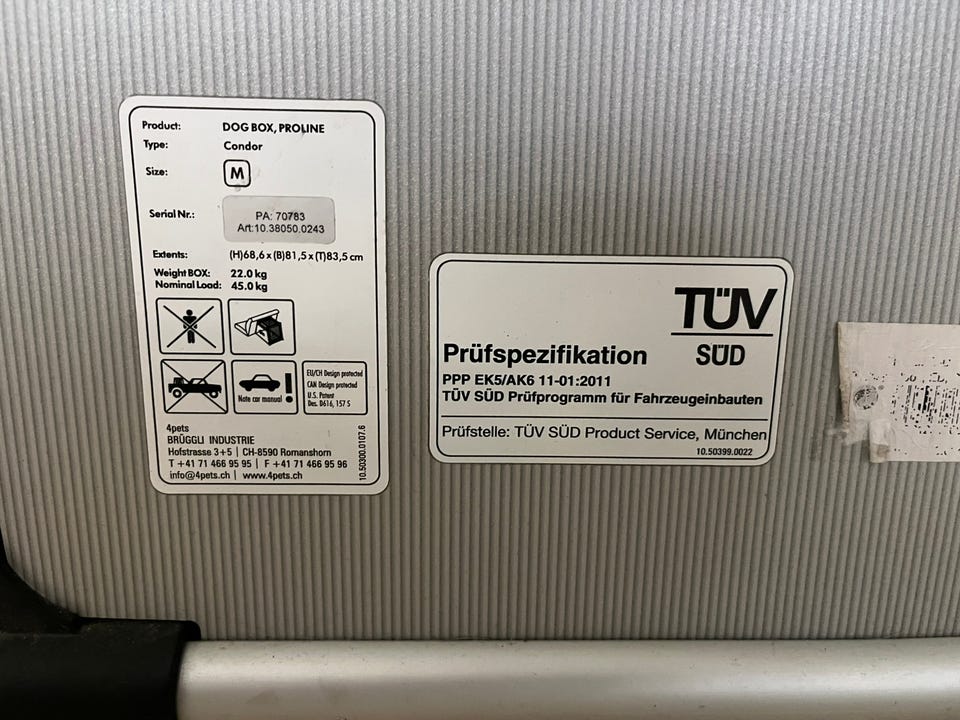 Product: DOG BOX, PROLINE
Type: Condor
Size: M
Serial Nr.: PA: 70783
Art:10.38050.0243
Extents: (H)68,6 x (B)81,5 x (T)83,5 cm
Weight BOX: 22.0 kg
Nominal Load: 45.0 kg
Note car manual
!
EU/CH Design protected
CAN Design protected
U.S. Patent
Des. D616, 157 S
4pets
BRÜGGLI INDUSTRIE
Hofstrasse 3+5 | CH-8590 Romanshorn
T +41 71 466 95 95 | F +41 71 466 95 96
info@4pets.ch | www.4pets.ch
10.50300.0107.6
TÜV
SÜD
Prüfspezifikation
PPP EK5/AK6 11-01:2011
TÜV SÜD Prüfprogramm für Fahrzeugeinbauten
Prüfstelle: TÜV SÜD Product Service, München
10.50399.0022